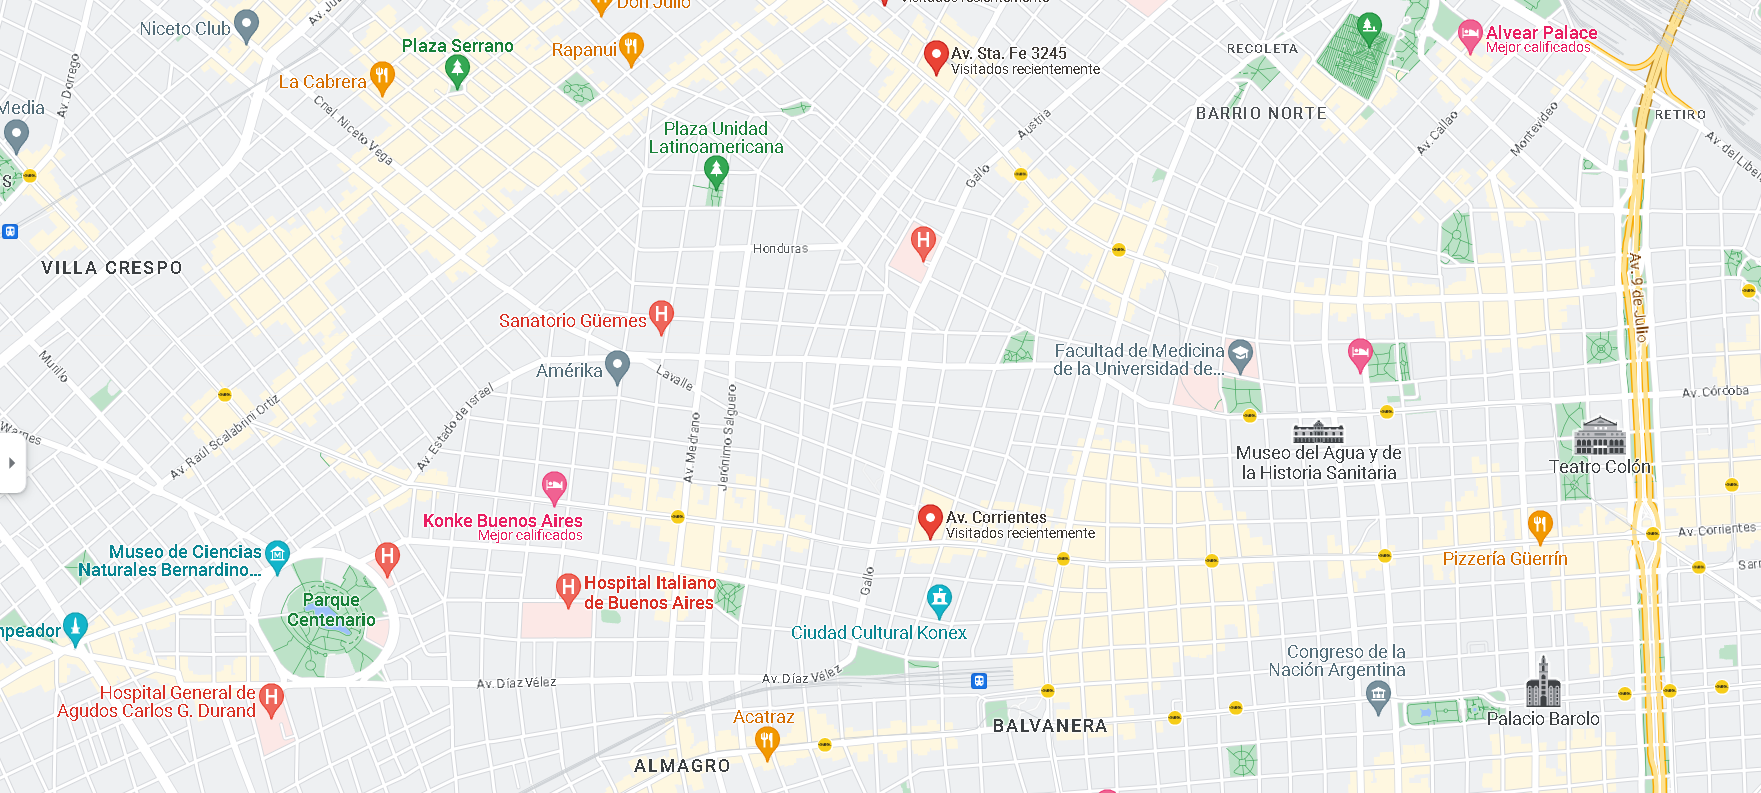 Don Julio
Visitados recientemente
Niceto Club
Av. Ju
Plaza Serrano
Rapanui
La Cabrera
Av. Sta. Fe 3245
Visitados recientemente
RECOLETA
Alvear Palace
Mejor calificados
Av. Dorrego
Media
Cnel. Niceto Vega
Plaza Unidad
Latinoamericana
Austria
BARRIO NORTE
Av. Callao
Montevideo
RETIRO
Av. del Liber
S
Gallo
Honduras
VILLA CRESPO
Av. 9 de Julio
Sanatorio Güemes
Amérika
Lavalle
Facultad de Medicina
de la Universidad de...
Murillo
Av. Estado de Israel
Av. Raúl Scalabrini Ortiz
Warnes
Av. Medrano
Jerónimo Salguero
Av. Córdoba
Museo del Agua y de
la Historia Sanitaria
Teatro Colón
Konke Buenos Aires
Mejor calificados
Av. Corrientes
Visitados recientemente
Av. Corrientes
Museo de Ciencias
Naturales Bernardino...
Pizzería Güerrín
Sarr
Hospital Italiano
de Buenos Aires
Gallo
Parque
Centenario
mpeador
Ciudad Cultural Konex
Congreso de la
Nación Argentina
Av. Díaz Vélez
Av. Díaz Vélez
Hospital General de
Agudos Carlos G. Durand
Acatraz
BALVANERA
Palacio Barolo
ALMAGRO